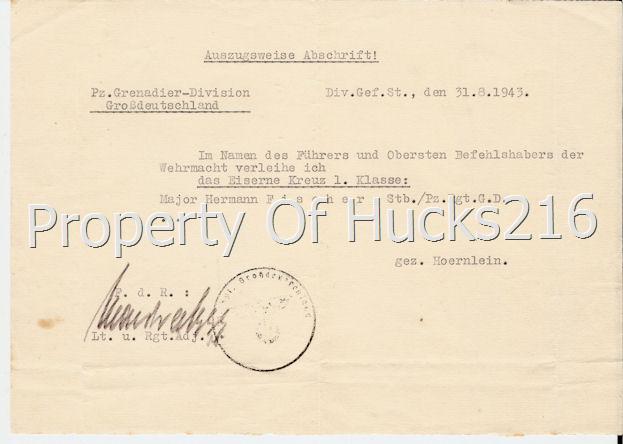 Auszugsweise Abschrift!
Pz.Grenadier-Division Div.Gef.St., den 31.8.1943.
Großdeutschland
Im Namen des Führers und Obersten Befehlshabers der
Wehrmacht verleihe ich
das Eiserne Kreuz 1. Klasse:
Major Hermann F i s c h e r Stb./Pz.Rgt.G.D.
Property Of Hucks216
gez. Hoernlein.
F. d. R. :
Lt. u. Rgt.Adj.
Großdeutschland